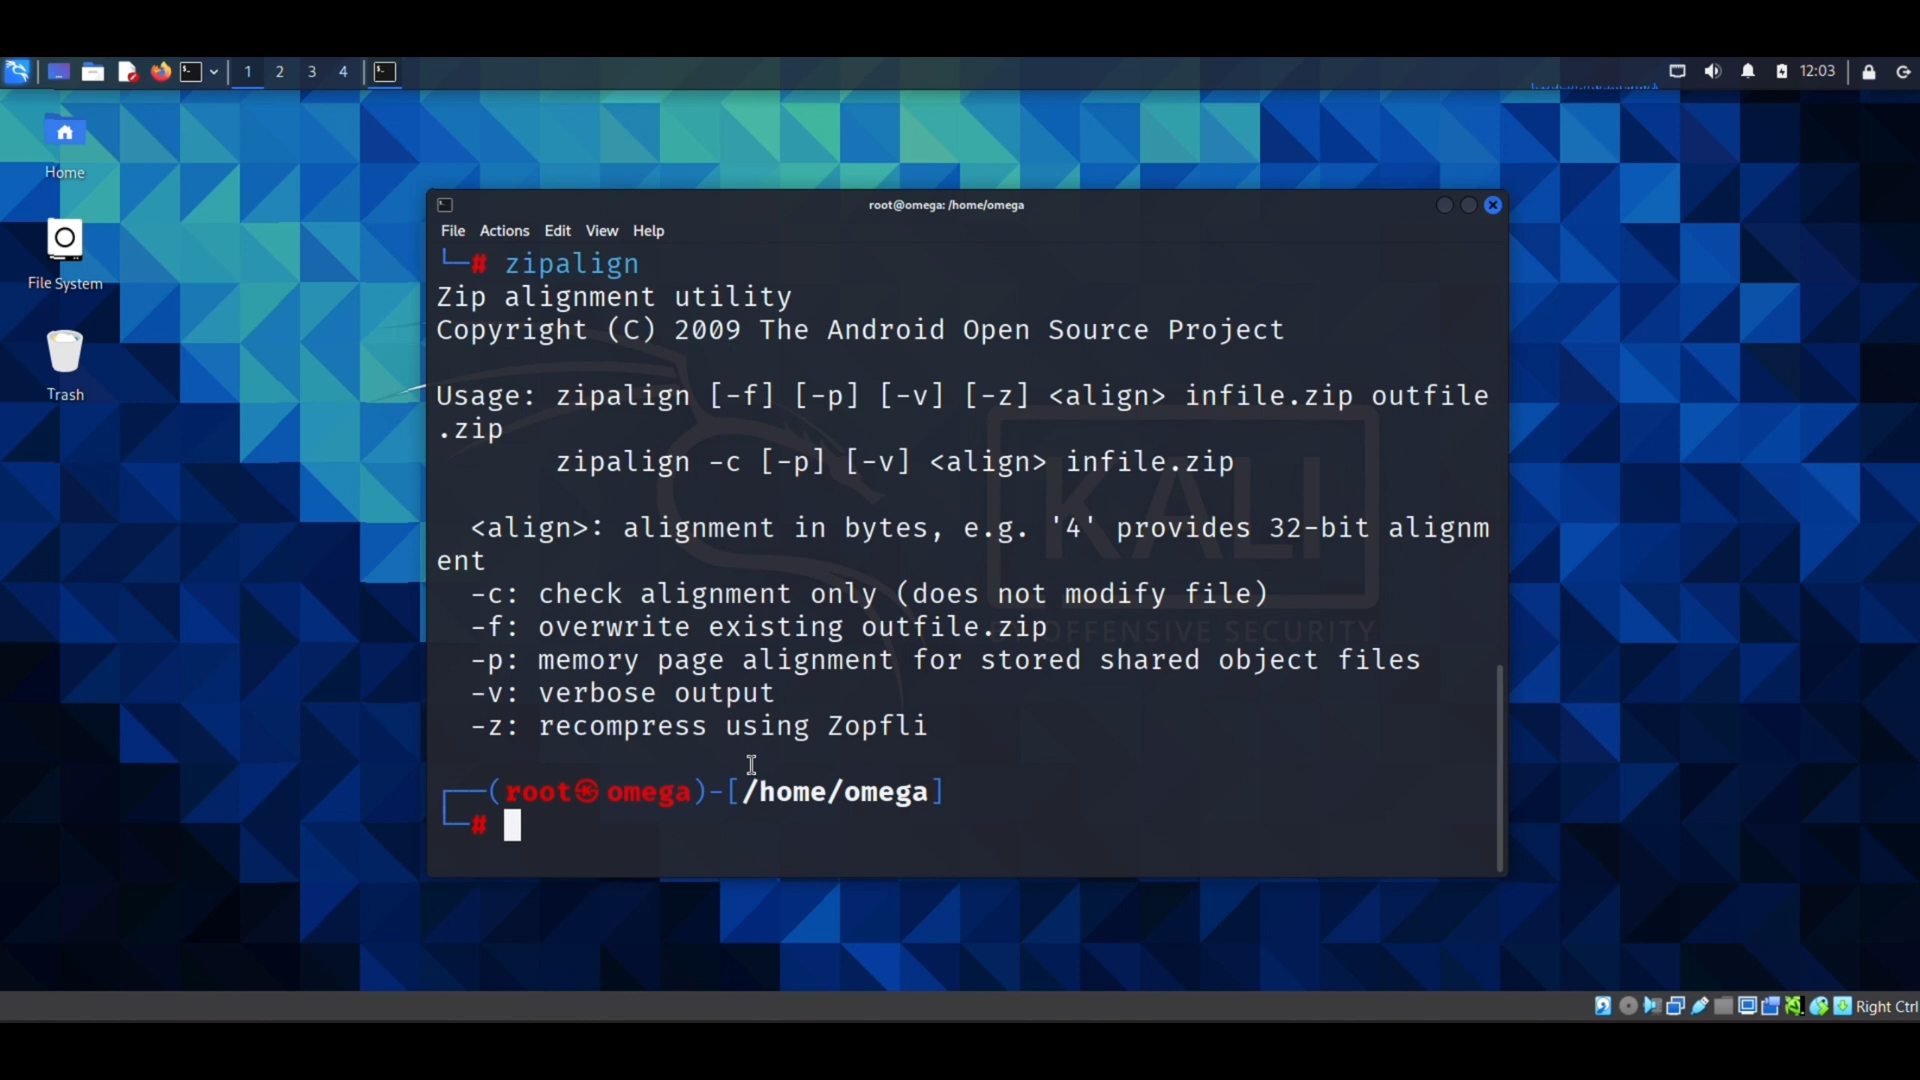 1 2 3 4
12:03
Home
File System
Trash
root@omega: /home/omega
File Actions Edit View Help
└─# zipalign
Zip alignment utility
Copyright (C) 2009 The Android Open Source Project
Usage: zipalign [-f] [-p] [-v] [-z] <align> infile.zip outfile
.zip
zipalign -c [-p] [-v] <align> infile.zip
<align>: alignment in bytes, e.g. '4' provides 32-bit alignm
ent
-c: check alignment only (does not modify file)
-f: overwrite existing outfile.zip
-p: memory page alignment for stored shared object files
-v: verbose output
-z: recompress using Zopfli
┌──(root㉿omega)-[/home/omega]
└─#
KALI
OFFENSIVE SECURITY
Right Ctrl